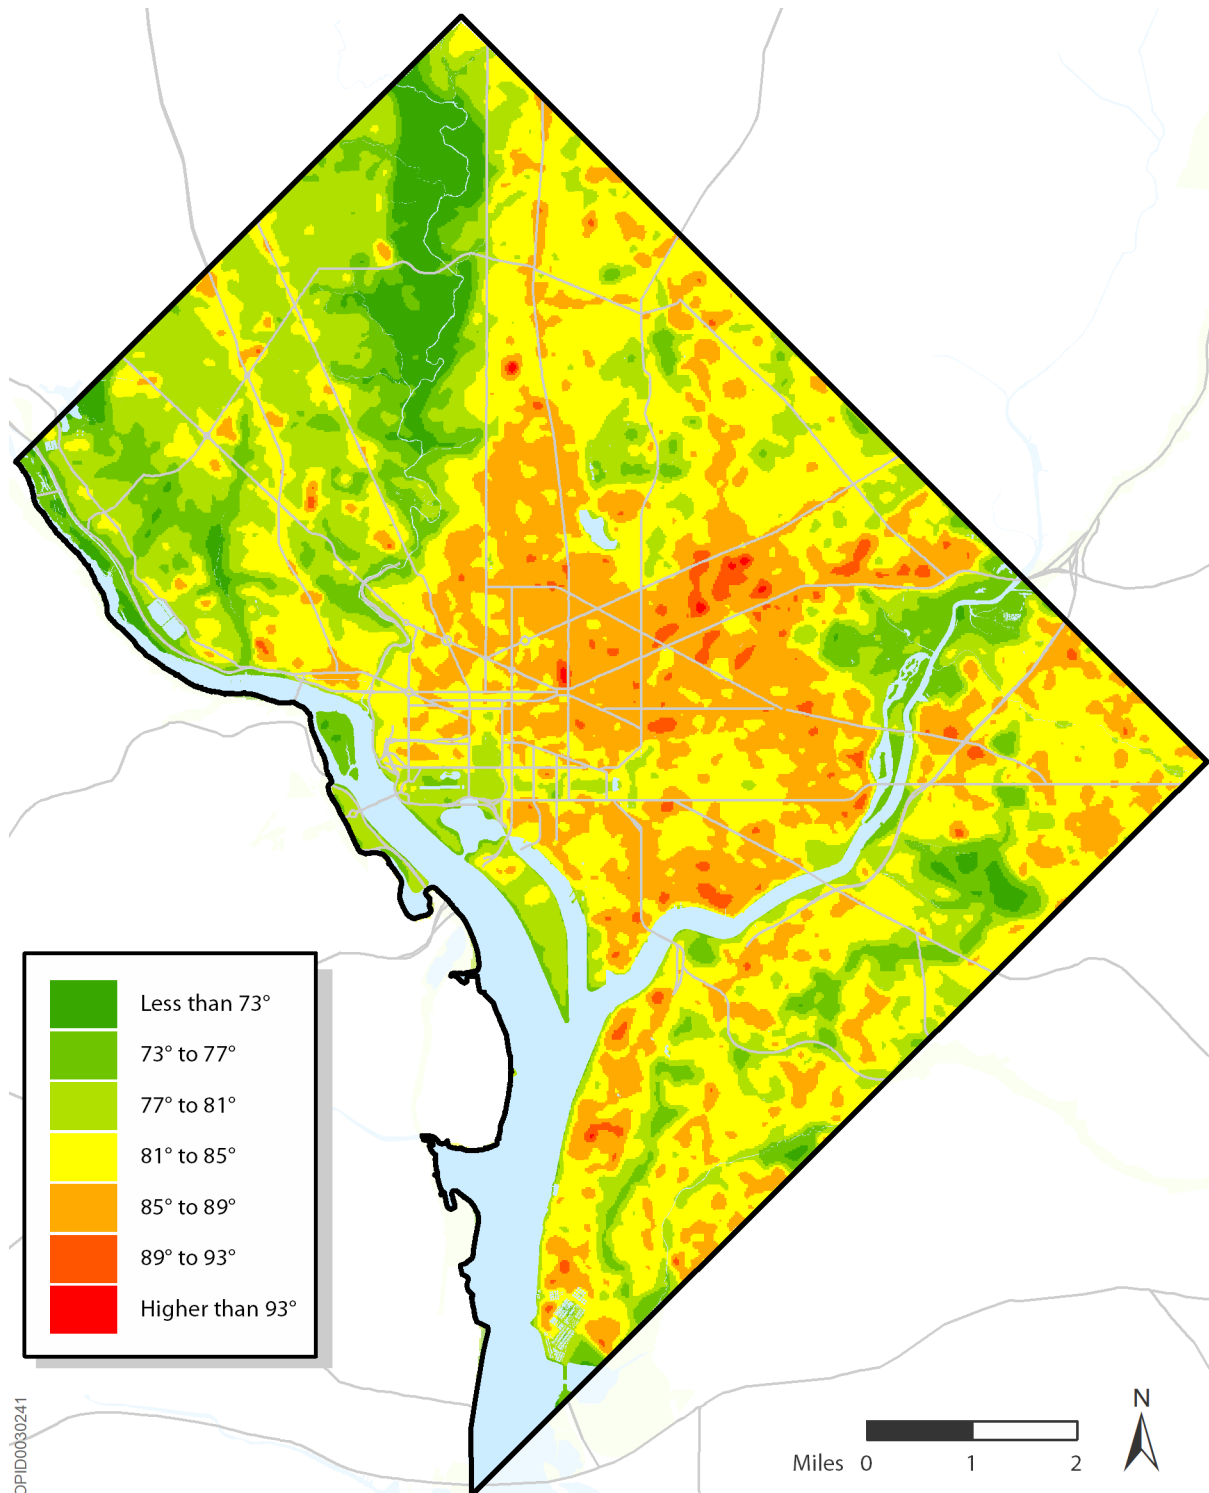 Less than 73°
73° to 77°
77° to 81°
81° to 85°
85° to 89°
89° to 93°
Higher than 93°
DPID0030241
N
Miles 0 1 2